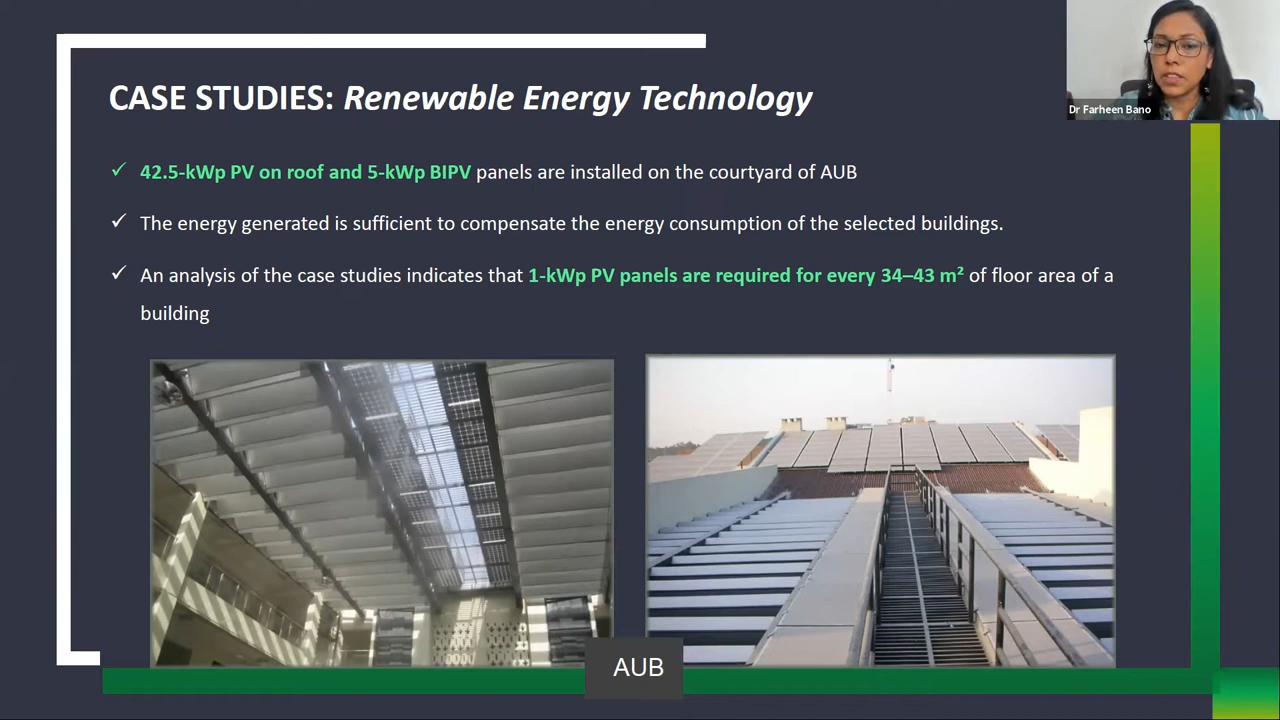 CASE STUDIES: Renewable Energy Technology
Dr Farheen Bano
✓ 42.5-kWp PV on roof and 5-kWp BIPV panels are installed on the courtyard of AUB
✓ The energy generated is sufficient to compensate the energy consumption of the selected buildings.
✓ An analysis of the case studies indicates that 1-kWp PV panels are required for every 34–43 m² of floor area of a
building
AUB